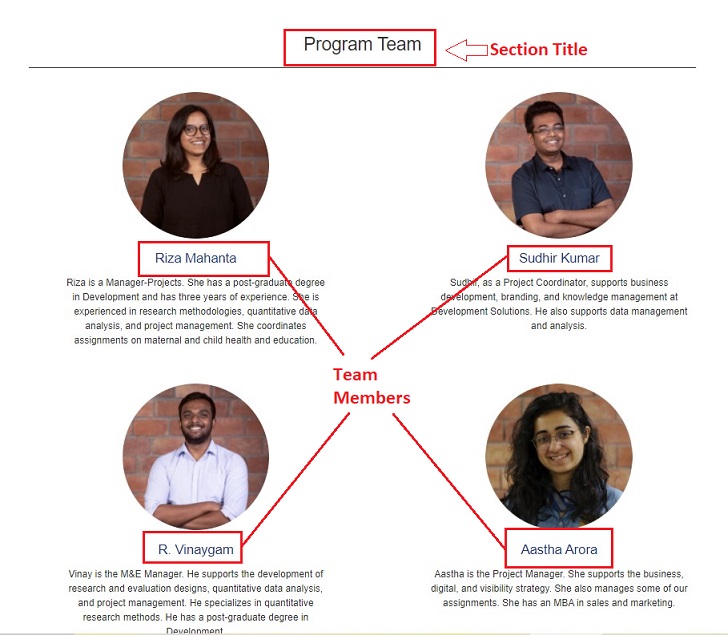 Program Team
Section Title
Riza Mahanta
Riza is a Manager-Projects. She has a post-graduate degree
in Development and has three years of experience. She is
experienced in research methodologies, quantitative data
analysis, and project management. She coordinates
assignments on maternal and child health and education.
Sudhir Kumar
Sudhir, as a Project Coordinator, supports business
development, branding, and knowledge management at
Development Solutions. He also supports data management
and analysis.
Team
Members
R. Vinaygam
Vinay is the M&E Manager. He supports the development of
research and evaluation designs, quantitative data analysis,
and project management. He specializes in quantitative
research methods. He has a post-graduate degree in
Development
Aastha Arora
Aastha is the Project Manager. She supports the business,
digital, and visibility strategy. She also manages some of our
assignments. She has an MBA in sales and marketing.